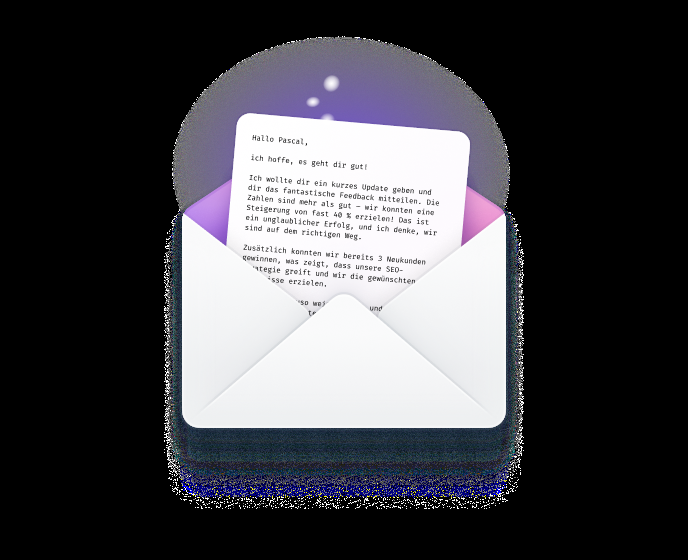 Hallo Pascal,
ich hoffe, es geht dir gut!
Ich wollte dir ein kurzes Update geben und
dir das fantastische Feedback mitteilen. Die
Zahlen sind mehr als gut – wir konnten eine
Steigerung von fast 40 % erzielen! Das ist
ein unglaublicher Erfolg, und ich denke, wir
sind auf dem richtigen Weg.
Zusätzlich konnten wir bereits 3 Neukunden
gewinnen, was zeigt, dass unsere SEO-
greift und wir die gewünschten
erzielen.
und